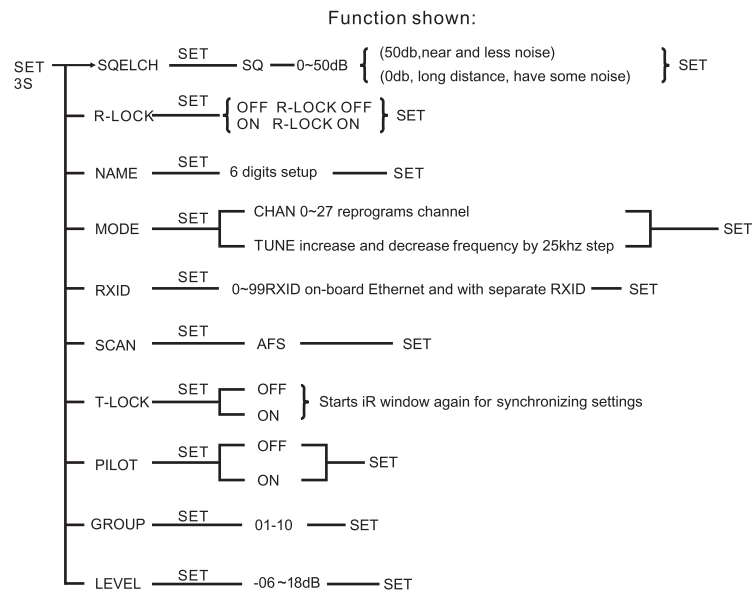 Function shown:
SET 3S
SQELCH SET SQ 0~50dB (50db,near and less noise) (0db, long distance, have some noise) SET
R-LOCK SET OFF R-LOCK OFF ON R-LOCK ON SET
NAME SET 6 digits setup SET
MODE SET CHAN 0~27 reprograms channel TUNE increase and decrease frequency by 25khz step SET
RXID SET 0~99RXID on-board Ethernet and with separate RXID SET
SCAN SET AFS SET
T-LOCK SET OFF ON Starts iR window again for synchronizing settings
PILOT SET OFF ON SET
GROUP SET 01-10 SET
LEVEL SET -06~18dB SET